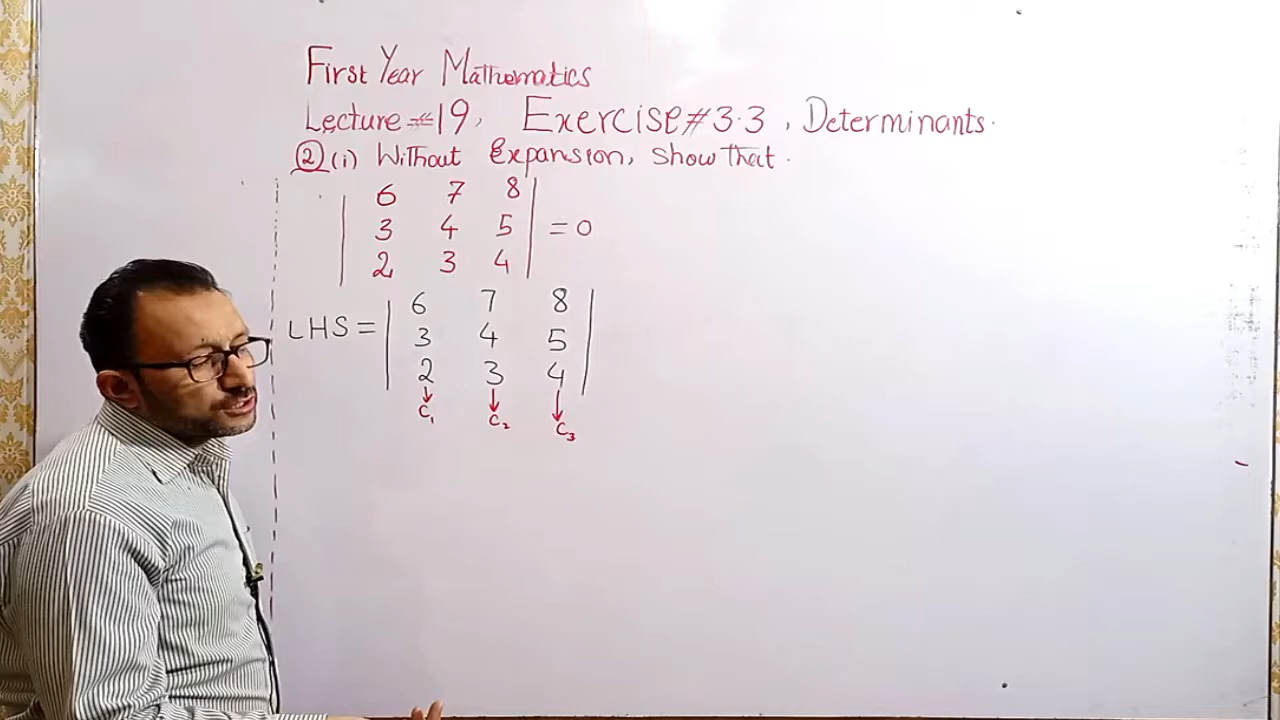 First Year Mathematics
Lecture #19, Exercise #3.3, Determinants.
② (i) Without Expansion, show that.
| 6 7 8 |
| 3 4 5 | = 0
| 2 3 4 |
| 6 7 8 |
LHS = | 3 4 5 |
| 2 3 4 |
↓ ↓ ↓
C₁ C₂ C₃